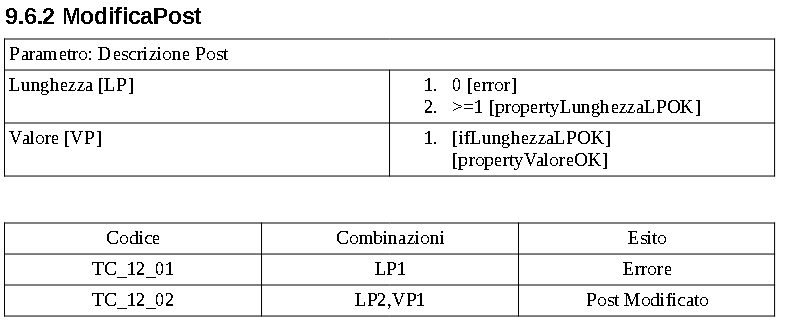 9.6.2 ModificaPost
Parametro: Descrizione Post
Lunghezza [LP]
1. 0 [error]
2. >=1 [propertyLunghezzaLPOK]
Valore [VP]
1. [ifLunghezzaLPOK]
[propertyValoreOK]
Codice Combinazioni Esito
TC_12_01 LP1 Errore
TC_12_02 LP2,VP1 Post Modificato